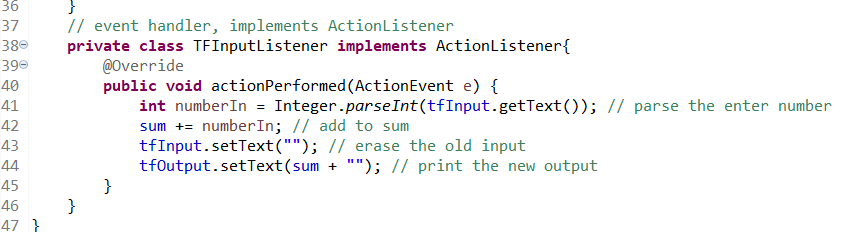 36 }
37 // event handler, implements ActionListener
38 private class TFInputListener implements ActionListener{
39 @Override
40 public void actionPerformed(ActionEvent e) {
41 int numberIn = Integer.parseInt(tfInput.getText()); // parse the enter number
42 sum += numberIn; // add to sum
43 tfInput.setText(""); // erase the old input
44 tfOutput.setText(sum + ""); // print the new output
45 }
46 }
47 }